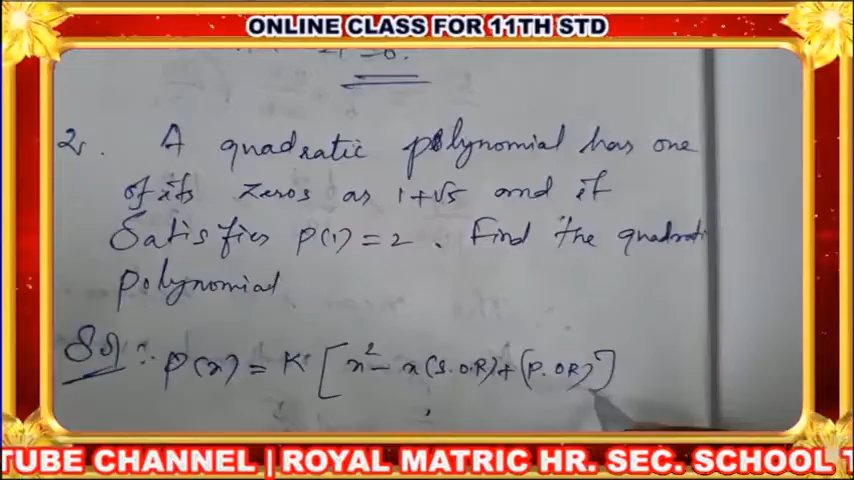 ONLINE CLASS FOR 11TH STD
2. A quadratic polynomial has one
of its zeros as 1+√5 and it
Satisfies P(1) = 2. Find the quadrati
polynomial
Sol: P(x) = K [x² - x(S.O.R) + (P.OR)]
TUBE CHANNEL | ROYAL MATRIC HR. SEC. SCHOOL T